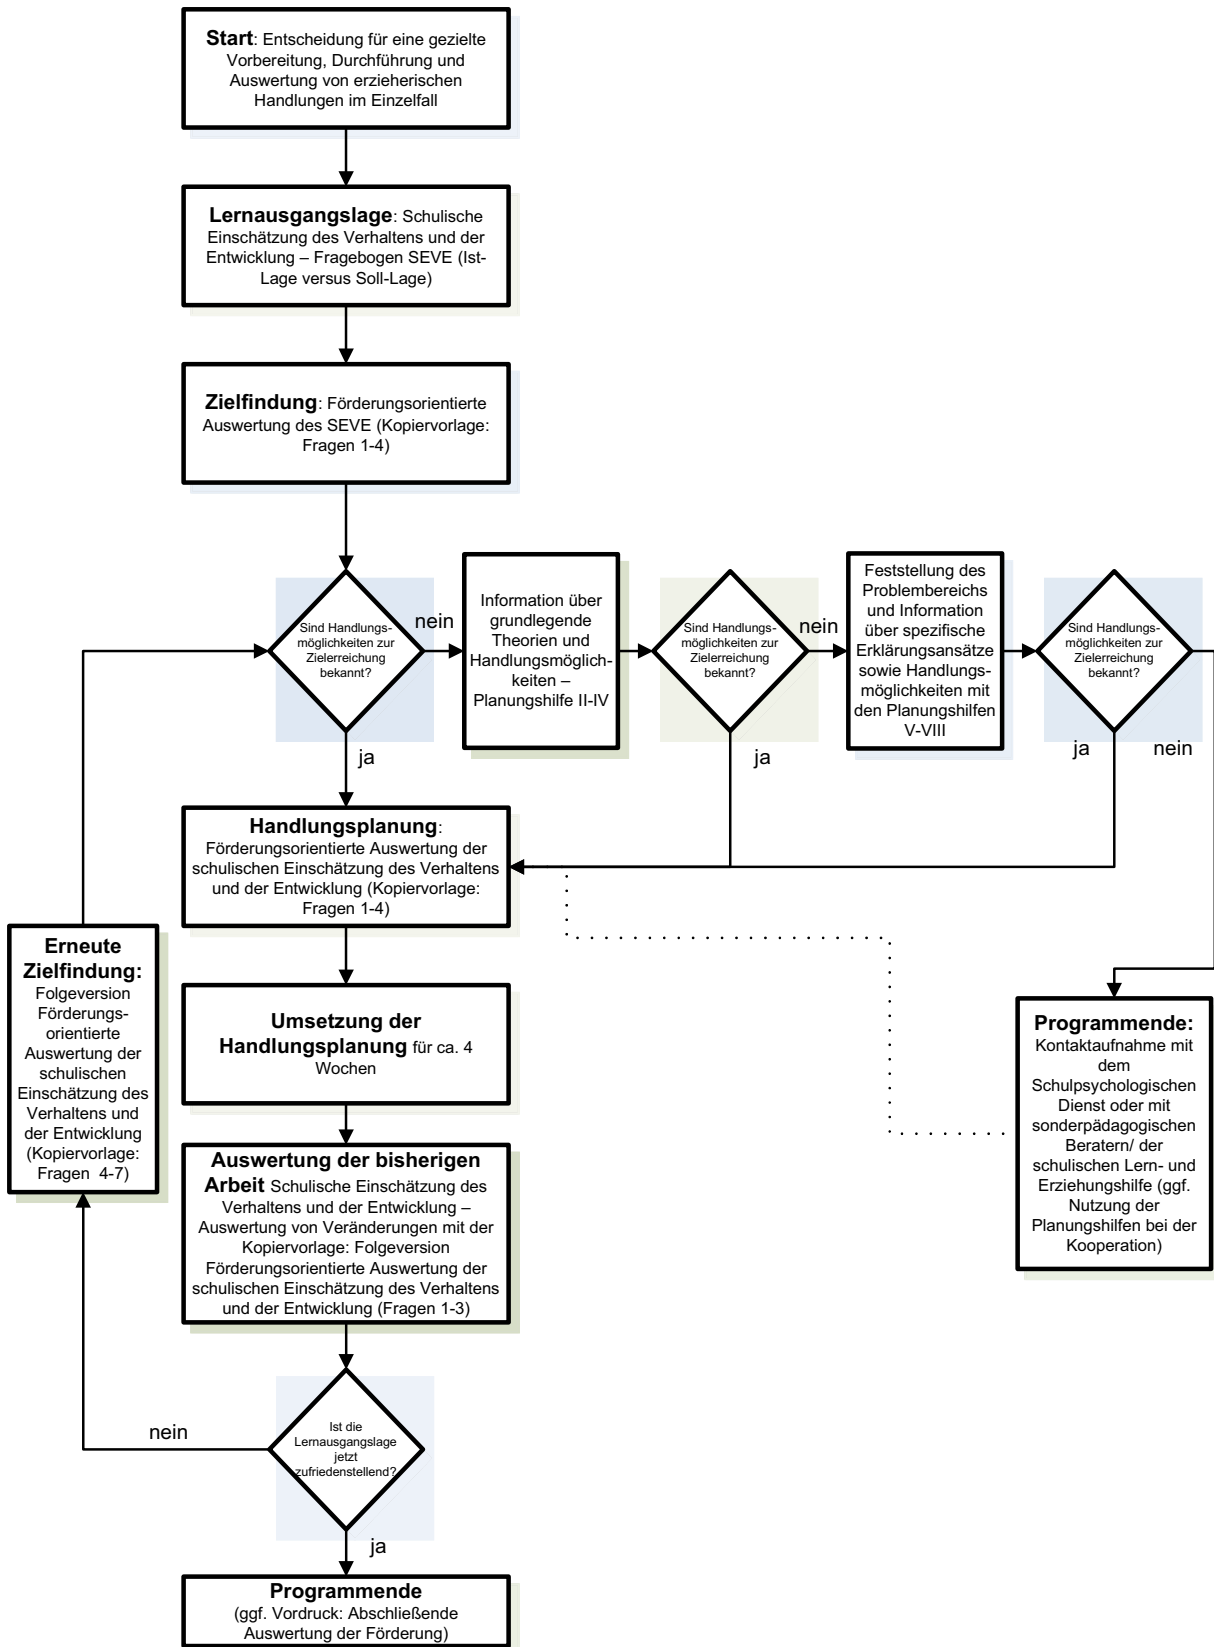 Start: Entscheidung für eine gezielte
Vorbereitung, Durchführung und
Auswertung von erzieherischen
Handlungen im Einzelfall
Lernausgangslage: Schulische
Einschätzung des Verhaltens und der
Entwicklung – Fragebogen SEVE (Ist-
Lage versus Soll-Lage)
Zielfindung: Förderungsorientierte
Auswertung des SEVE (Kopiervorlage:
Fragen 1-4)
Sind Handlungs-
möglichkeiten zur
Zielerreichung
bekannt?
nein
ja
Information über
grundlegende
Theorien und
Handlungsmöglich-
keiten –
Planungshilfe II-IV
Sind Handlungs-
möglichkeiten zur
Zielerreichung
bekannt?
nein
ja
Feststellung des
Problembereichs
und Information
über spezifische
Erklärungsansätze
sowie Handlungs-
möglichkeiten mit
den Planungshilfen
V-VIII
Sind Handlungs-
möglichkeiten zur
Zielerreichung
bekannt?
ja
nein
Handlungsplanung:
Förderungsorientierte Auswertung der
schulischen Einschätzung des Verhaltens
und der Entwicklung (Kopiervorlage:
Fragen 1-4)
Erneute
Zielfindung:
Folgeversion
Förderungs-
orientierte
Auswertung der
schulischen
Einschätzung des
Verhaltens und
der Entwicklung
(Kopiervorlage:
Fragen 4-7)
Umsetzung der
Handlungsplanung für ca. 4
Wochen
Programmende:
Kontaktaufnahme mit
dem
Schulpsychologischen
Dienst oder mit
sonderpädagogischen
Beratern/ der
schulischen Lern- und
Erziehungshilfe (ggf.
Nutzung der
Planungshilfen bei der
Kooperation)
Auswertung der bisherigen
Arbeit Schulische Einschätzung des
Verhaltens und der Entwicklung –
Auswertung von Veränderungen mit der
Kopiervorlage: Folgeversion
Förderungsorientierte Auswertung der
schulischen Einschätzung des Verhaltens
und der Entwicklung (Fragen 1-3)
nein
Ist die
Lernausgangslage
jetzt
zufriedenstellend?
ja
Programmende
(ggf. Vordruck: Abschließende
Auswertung der Förderung)